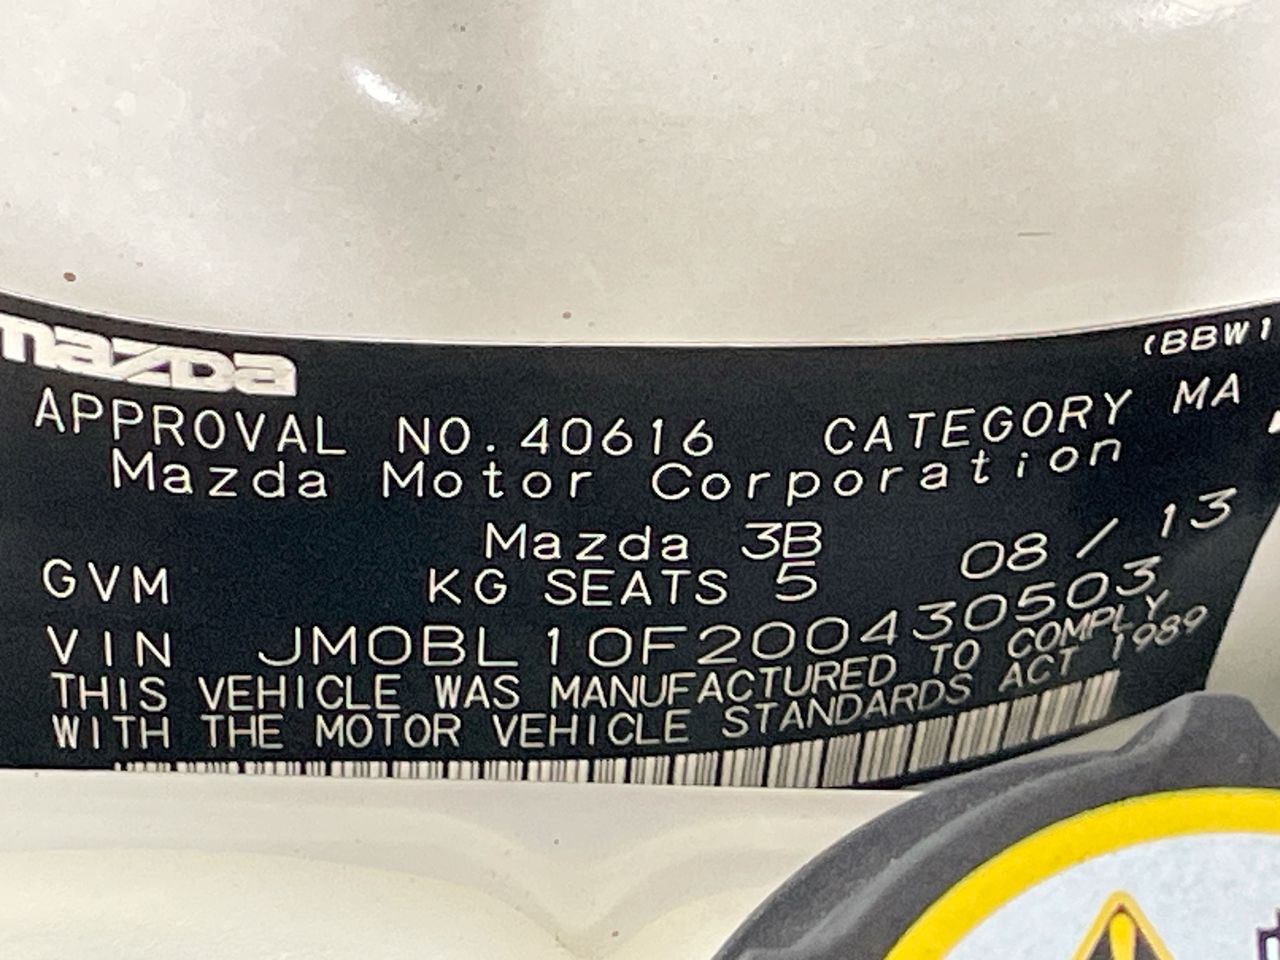 mazda
(BBW1
APPROVAL NO.40616 CATEGORY MA
Mazda Motor Corporation
Mazda 3B 08/13
GVM KG SEATS 5
VIN JM0BL10F200430503
THIS VEHICLE WAS MANUFACTURED TO COMPLY
WITH THE MOTOR VEHICLE STANDARDS ACT 1989